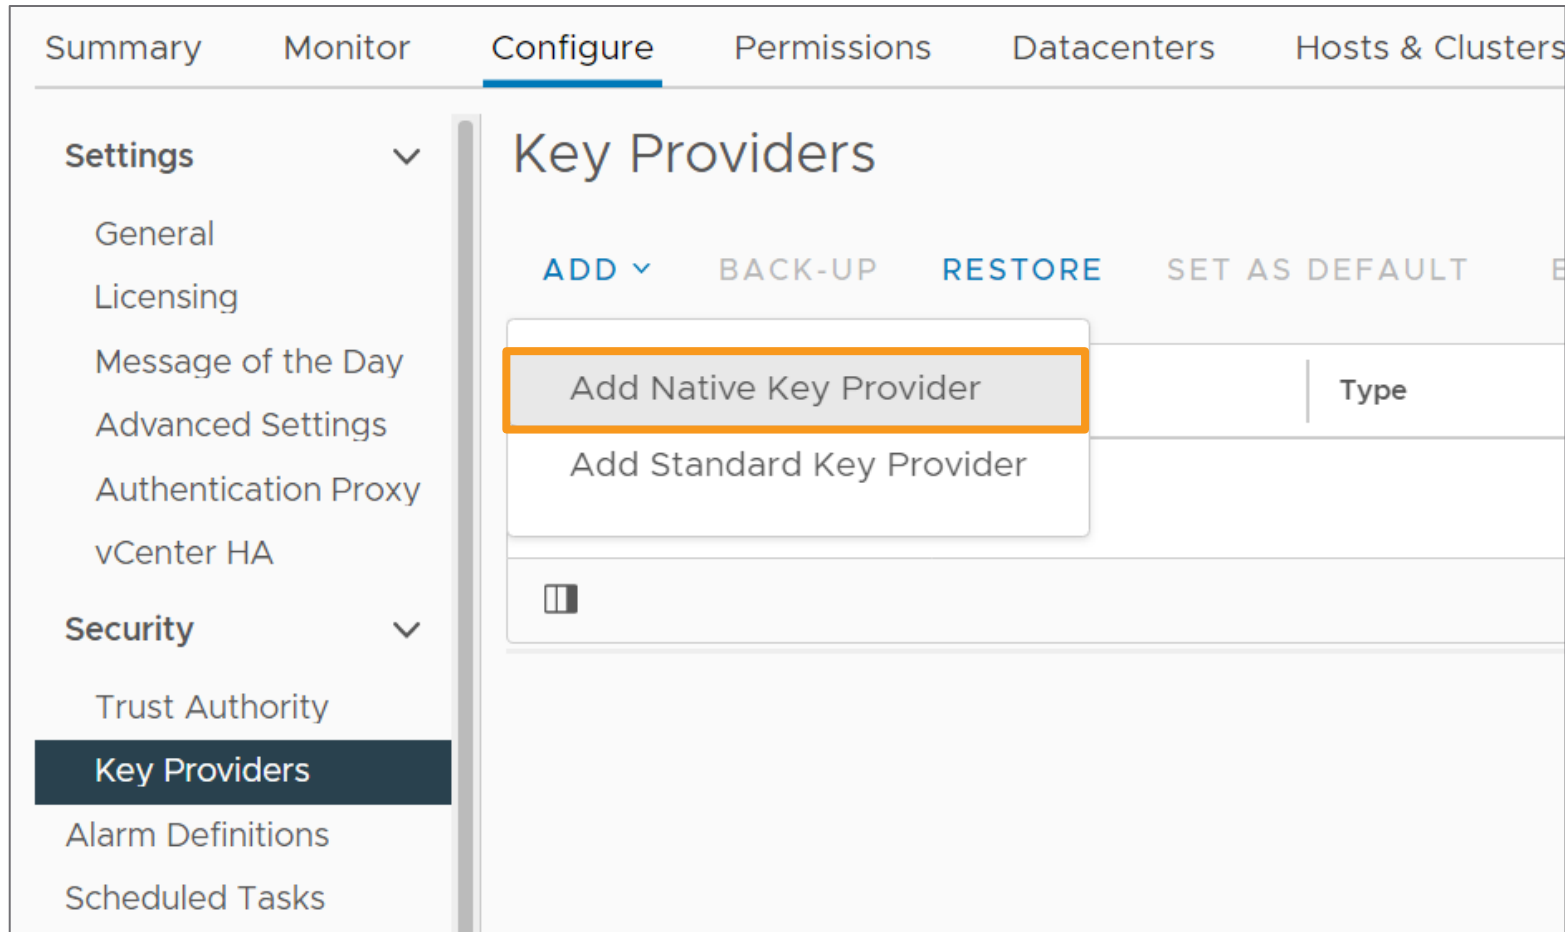 Summary Monitor Configure Permissions Datacenters Hosts & Clusters
Settings
General
Licensing
Message of the Day
Advanced Settings
Authentication Proxy
vCenter HA
Security
Trust Authority
Key Providers
Alarm Definitions
Scheduled Tasks
Key Providers
ADD BACK-UP RESTORE SET AS DEFAULT
Add Native Key Provider
Add Standard Key Provider
Type